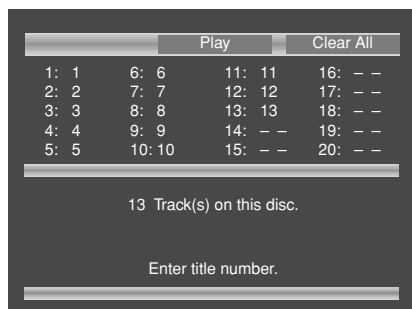 Play Clear All
1: 1 6: 6 11: 11 16: – –
2: 2 7: 7 12: 12 17: – –
3: 3 8: 8 13: 13 18: – –
4: 4 9: 9 14: – – 19: – –
5: 5 10: 10 15: – – 20: – –
13 Track(s) on this disc.
Enter title number.